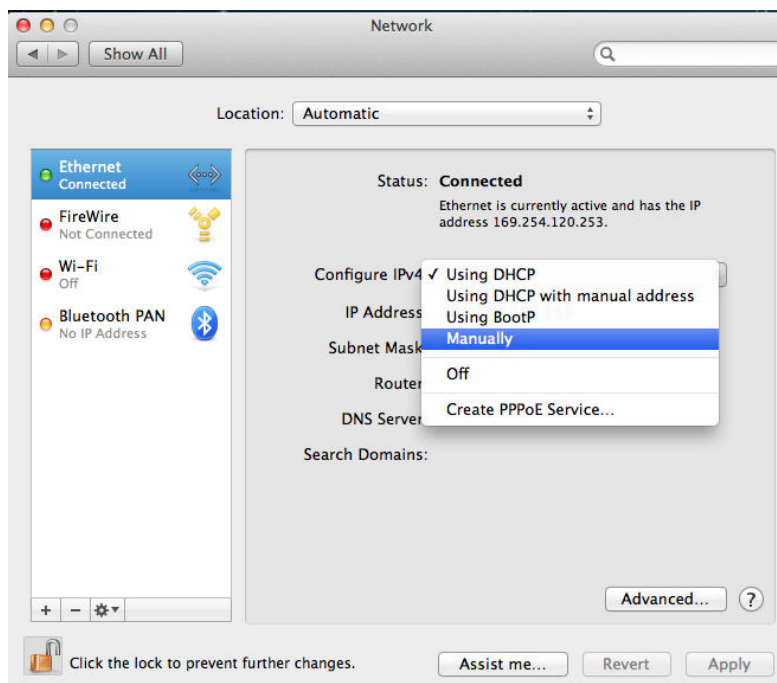 Network
Show All
Location: Automatic
Ethernet
Connected
FireWire
Not Connected
Wi-Fi
Off
Bluetooth PAN
No IP Address
Status: Connected
Ethernet is currently active and has the IP
address 169.254.120.253.
Configure IPv4 ✓ Using DHCP
Using DHCP with manual address
Using BootP
Manually
Off
Create PPPoE Service...
IP Address
Subnet Mask
Router
DNS Server
Search Domains:
Advanced... ?
+ −
Click the lock to prevent further changes.
Assist me... Revert Apply